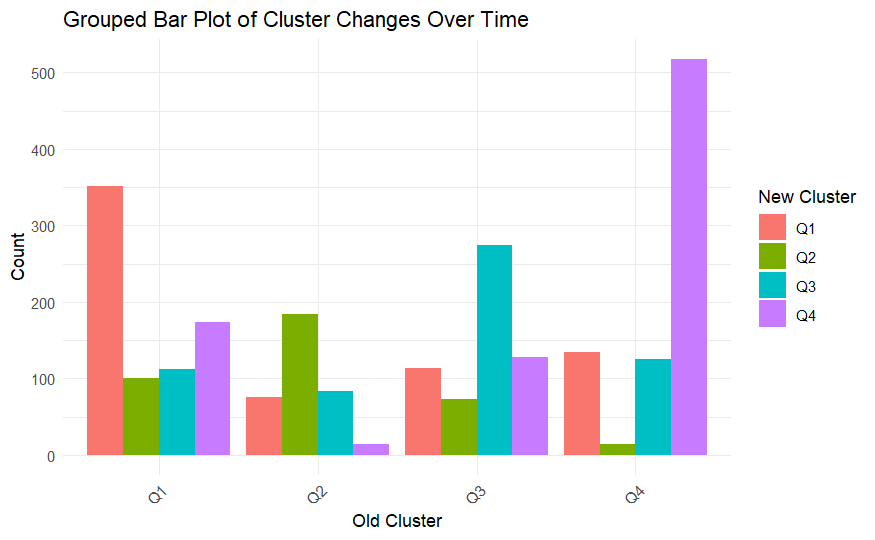 Grouped Bar Plot of Cluster Changes Over Time
Count
500
400
300
200
100
0
Q1
Q2
Q3
Q4
Old Cluster
New Cluster
Q1
Q2
Q3
Q4